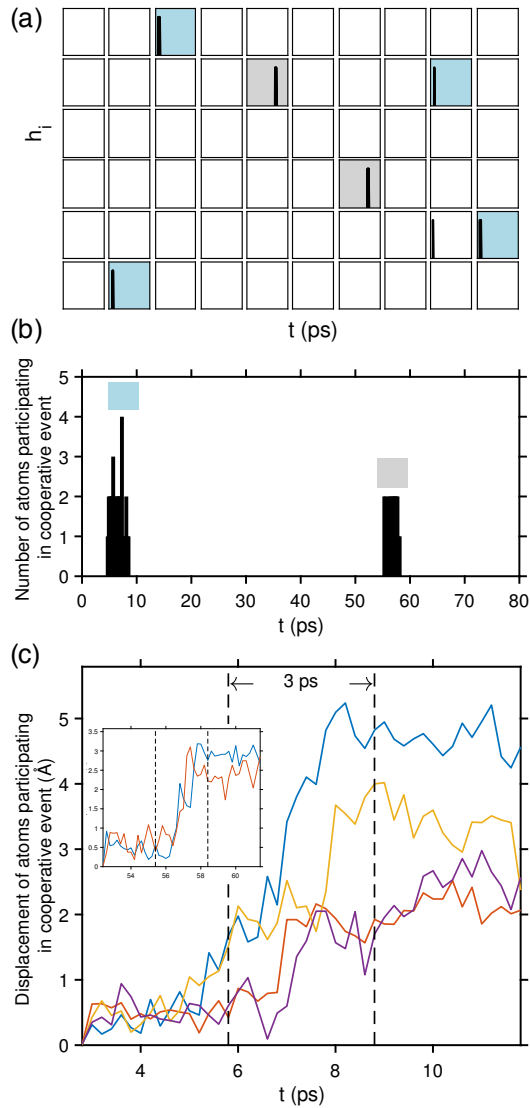 (a)
h_i
t (ps)
(b)
Number of atoms participating
in cooperative event
5
4
3
2
1
0
0 10 20 30 40 50 60 70 80
t (ps)
(c)
Displacement of atoms participating
in cooperative event (Å)
3 ps
5
4
3
2
1
0
3.5
3
2.5
2
1.5
1
0.5
0
54 56 58 60
4 6 8 10
t (ps)